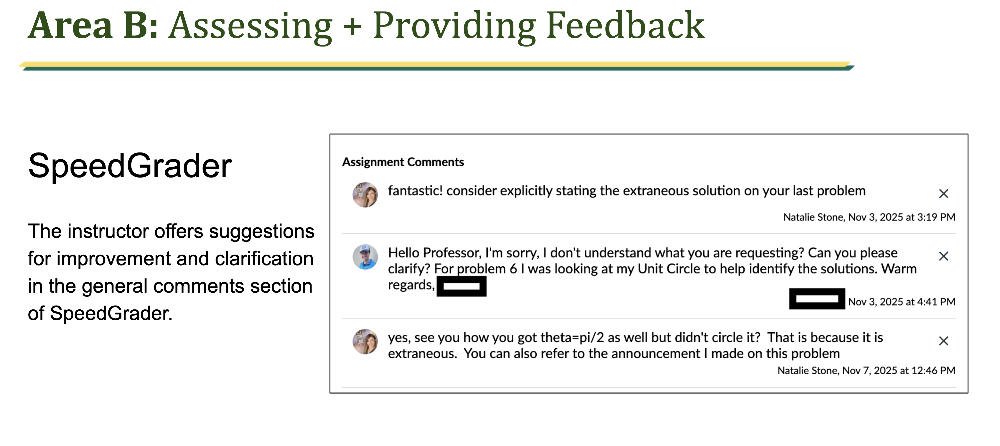 Area B: Assessing + Providing Feedback
SpeedGrader
The instructor offers suggestions
for improvement and clarification
in the general comments section
of SpeedGrader.
Assignment Comments
fantastic! consider explicitly stating the extraneous solution on your last problem
Natalie Stone, Nov 3, 2025 at 3:19 PM
Hello Professor, I'm sorry, I don't understand what you are requesting? Can you please
clarify? For problem 6 I was looking at my Unit Circle to help identify the solutions. Warm
regards,
Nov 3, 2025 at 4:41 PM
yes, see you how you got theta=pi/2 as well but didn't circle it?  That is because it is
extraneous.  You can also refer to the announcement I made on this problem
Natalie Stone, Nov 7, 2025 at 12:46 PM